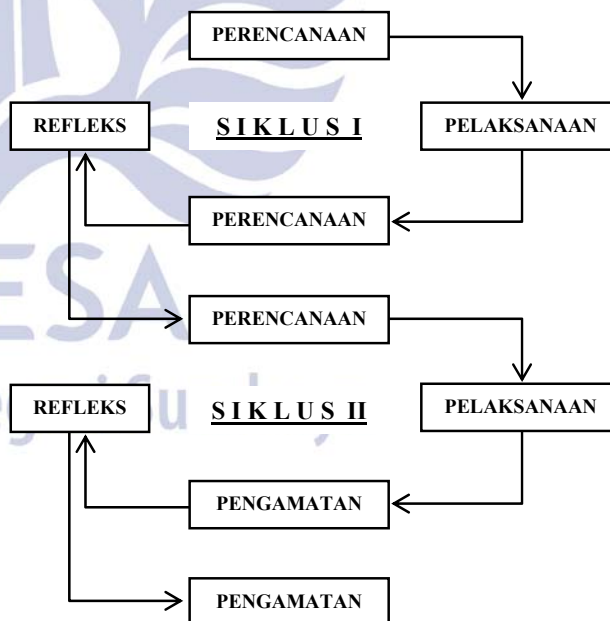 PERENCANAAN
REFLEKS
S I K L U S I
PELAKSANAAN
PERENCANAAN
PERENCANAAN
REFLEKS
S I K L U S II
PELAKSANAAN
PENGAMATAN
PENGAMATAN